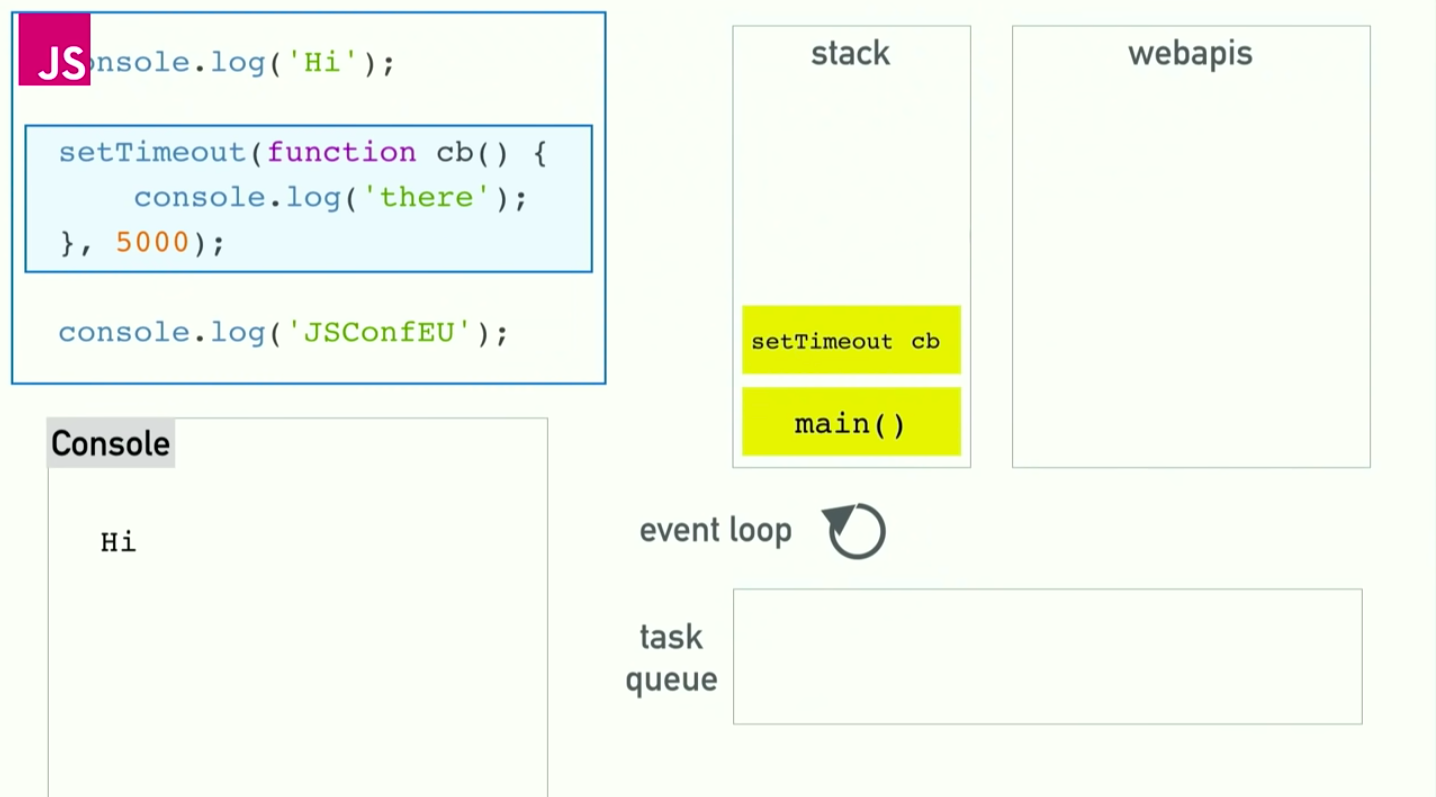 JS
onsole.log('Hi');
setTimeout(function cb() {
console.log('there');
}, 5000);
console.log('JSConfEU');
Console
Hi
stack
setTimeout cb
main()
webapis
event loop
task
queue